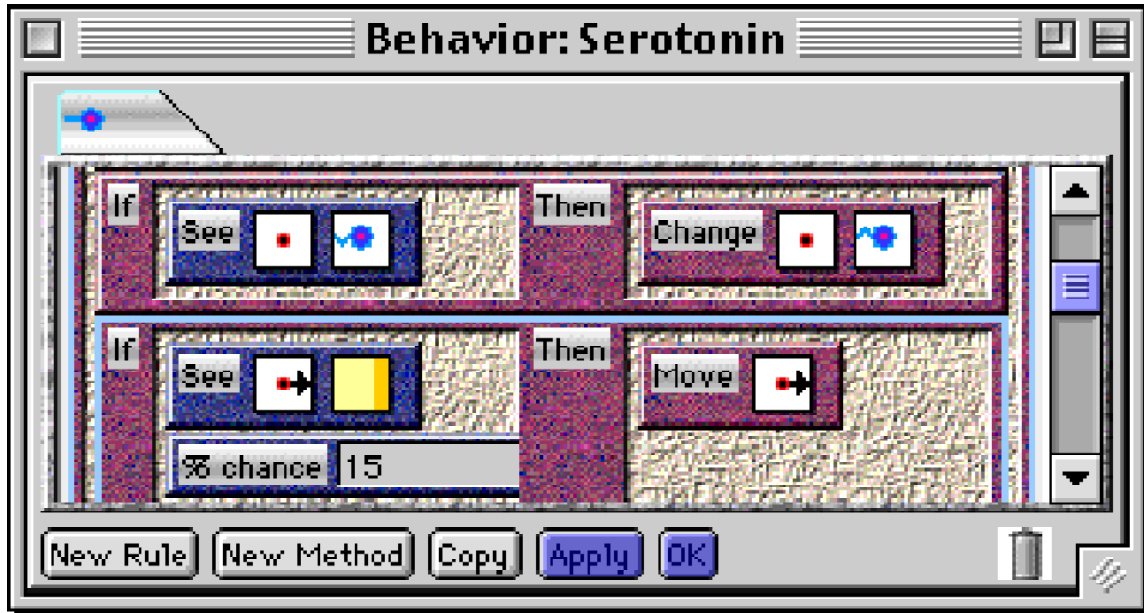 Behavior: Serotonin
If See Then Change
If See Then Move
% chance 15
New Rule New Method Copy Apply OK